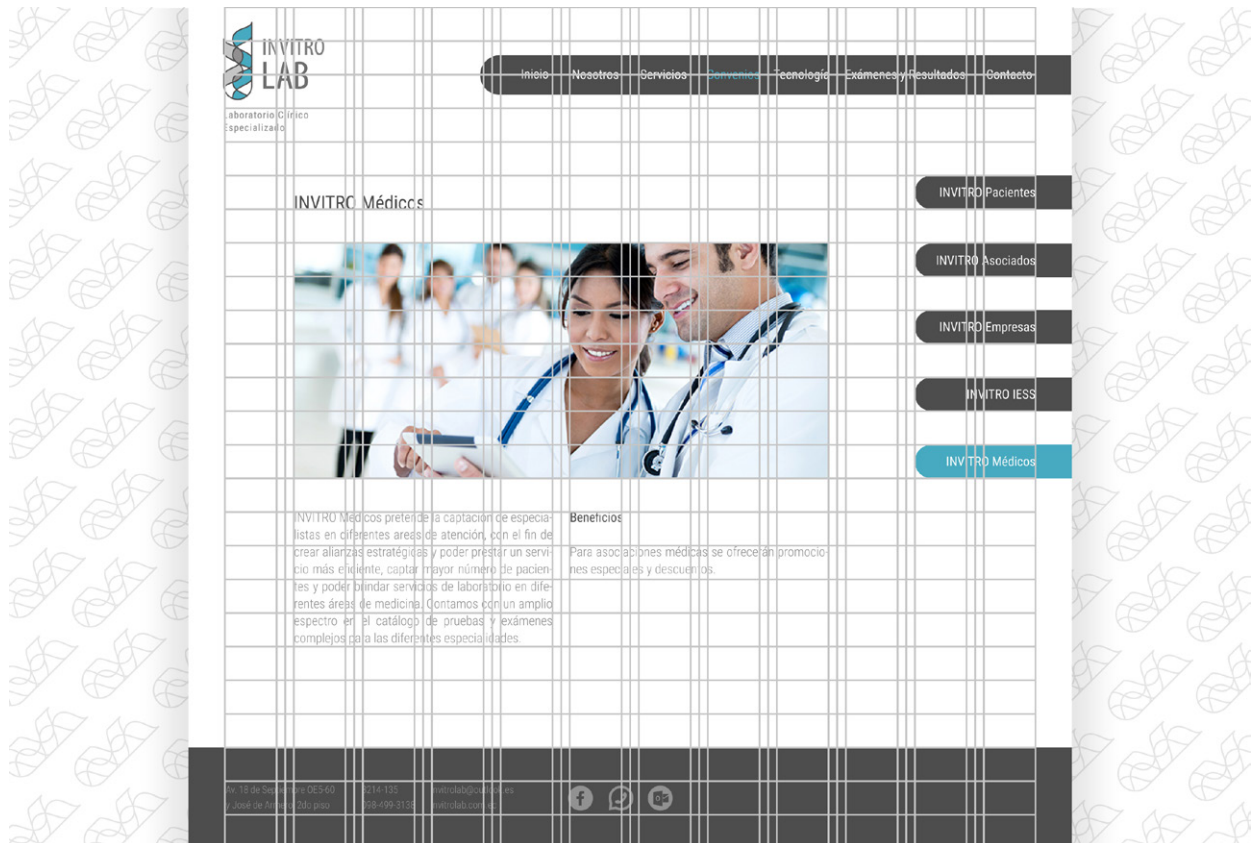 INVITRO
LAB
Laboratorio Clínico
Especializado
Inicio Nosotros Servicios Convenios Tecnología Exámenes y Resultados Contacto
INVITRO Médicos
INVITRO Pacientes
INVITRO Asociados
INVITRO Empresas
INVITRO IESS
INVITRO Médicos
INVITRO Médicos pretende la captación de especia-
listas en diferentes areas de atención, con el fin de
crear alianzas estratégicas y poder prestar un servi-
cio más eficiente, captar mayor número de pacien-
tes y poder brindar servicios de laboratorio en dife-
rentes áreas de medicina. Contamos con un amplio
espectro en el catálogo de pruebas y exámenes
complejos para las diferentes especialidades.
Beneficios
Para asociaciones médicas se ofrecerán promocio-
nes especiales y descuentos.
Av. 18 de Septiembre OE5-60
y José de 2do piso
3214-135
098-499-3138
invitrolab@outlook.es
invitrolab.com.ec